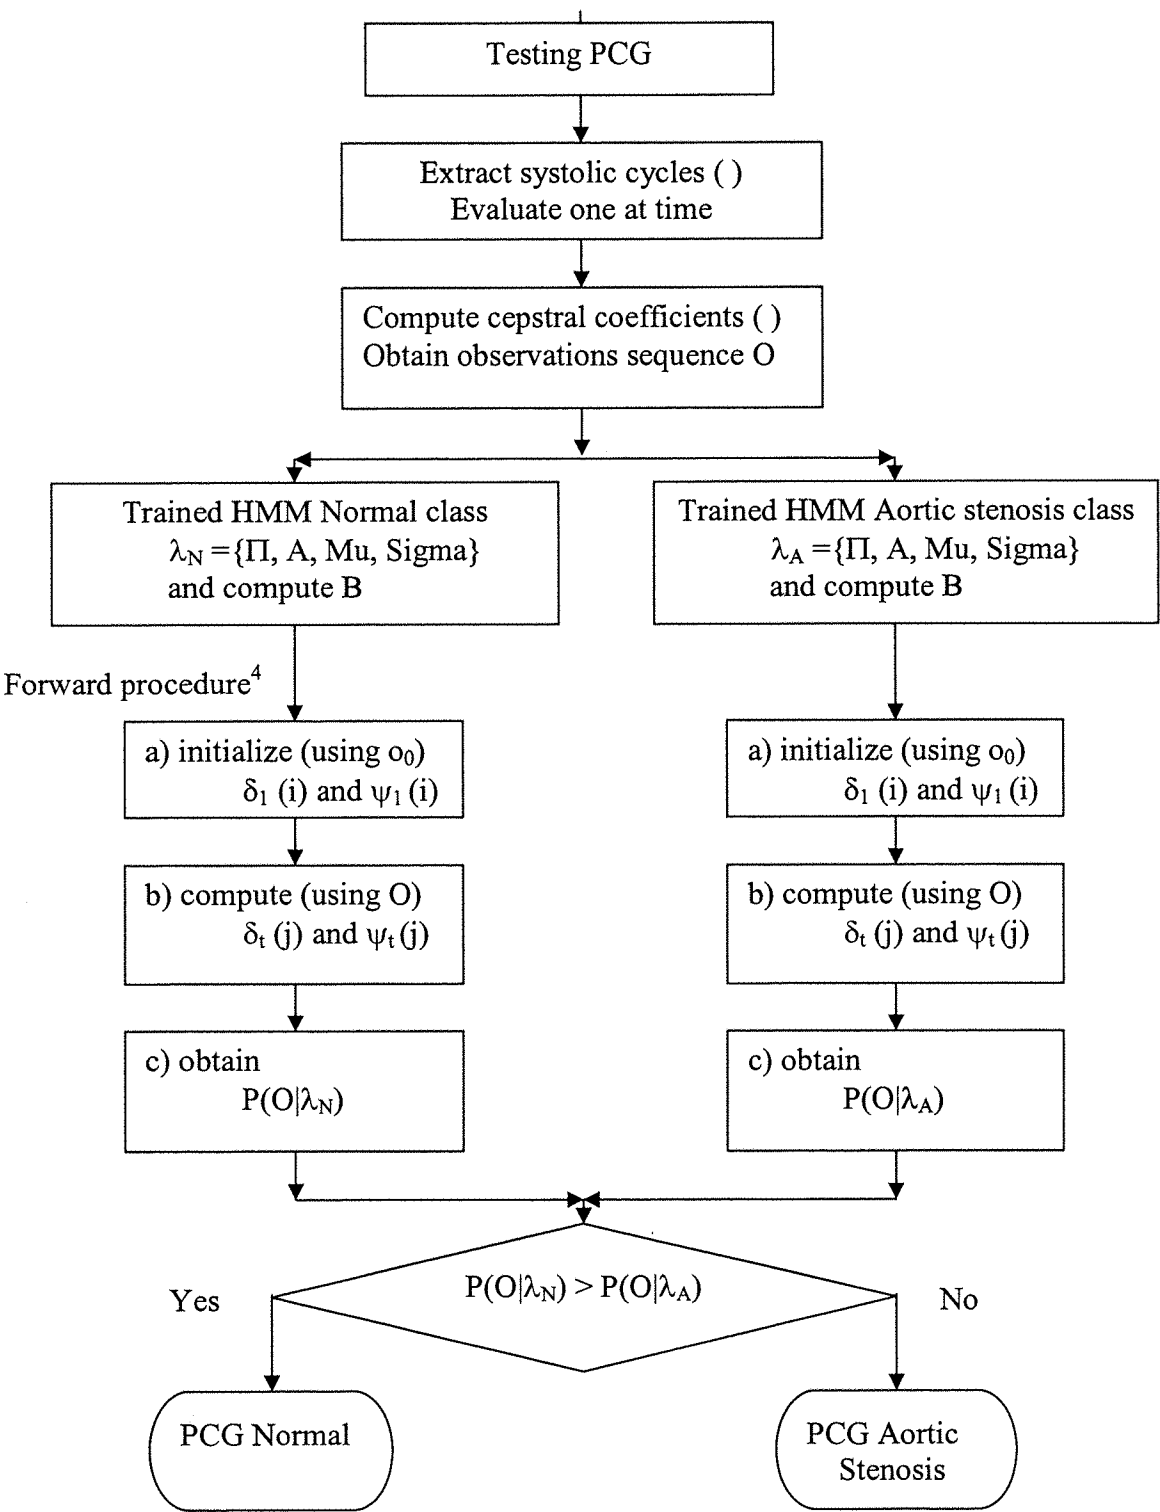 Testing PCG
Extract systolic cycles ( )
Evaluate one at time
Compute cepstral coefficients ( )
Obtain observations sequence O
Trained HMM Normal class
λN ={Π, A, Mu, Sigma}
and compute B
Trained HMM Aortic stenosis class
λA ={Π, A, Mu, Sigma}
and compute B
Forward procedure⁴
a) initialize (using o₀)
δ₁ (i) and ψ₁ (i)
a) initialize (using o₀)
δ₁ (i) and ψ₁ (i)
b) compute (using O)
δt (j) and ψt (j)
b) compute (using O)
δt (j) and ψt (j)
c) obtain
P(O|λN)
c) obtain
P(O|λA)
P(O|λN) > P(O|λA)
Yes
No
PCG Normal
PCG Aortic
Stenosis